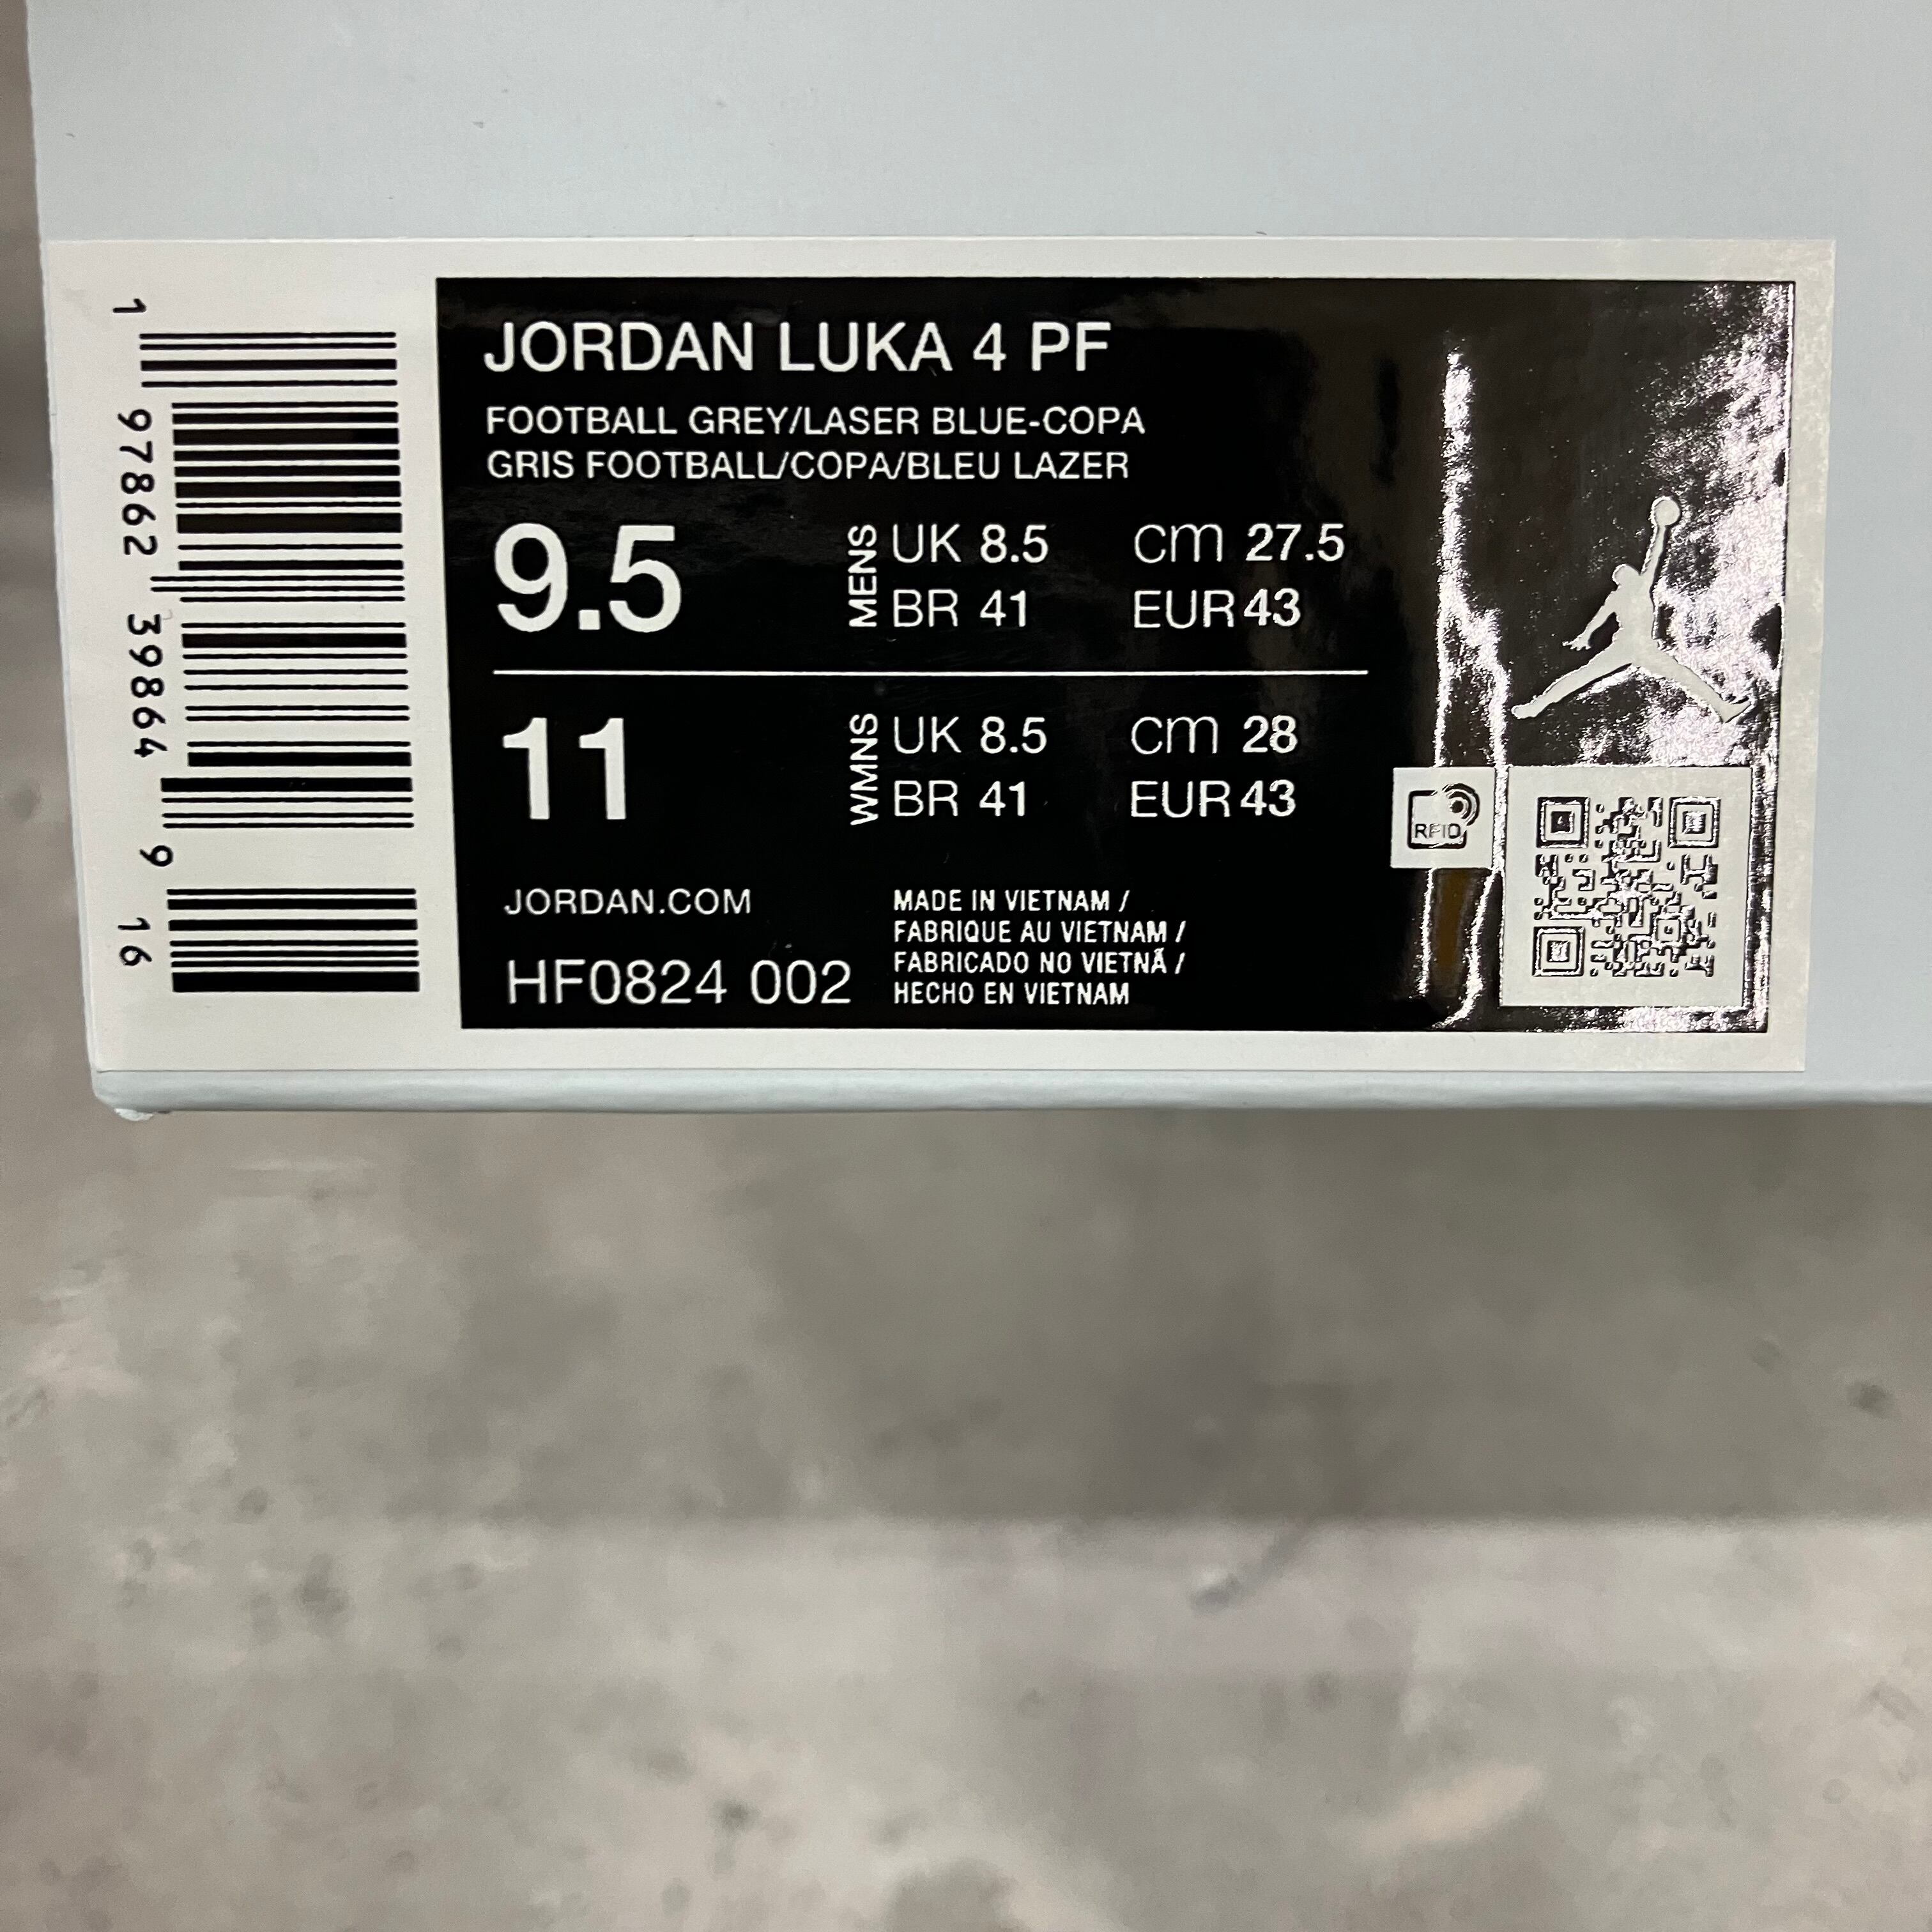 1 97862 39864 9 16
JORDAN LUKA 4 PF
FOOTBALL GREY/LASER BLUE-COPA
GRIS FOOTBALL/COPA/BLEU LAZER
9.5
MENS
UK 8.5 cm 27.5
BR 41 EUR 43
11
WMNS
UK 8.5 cm 28
BR 41 EUR 43
RFID
JORDAN.COM
HF0824 002
MADE IN VIETNAM /
FABRIQUE AU VIETNAM /
FABRICADO NO VIETNÃ /
HECHO EN VIETNAM